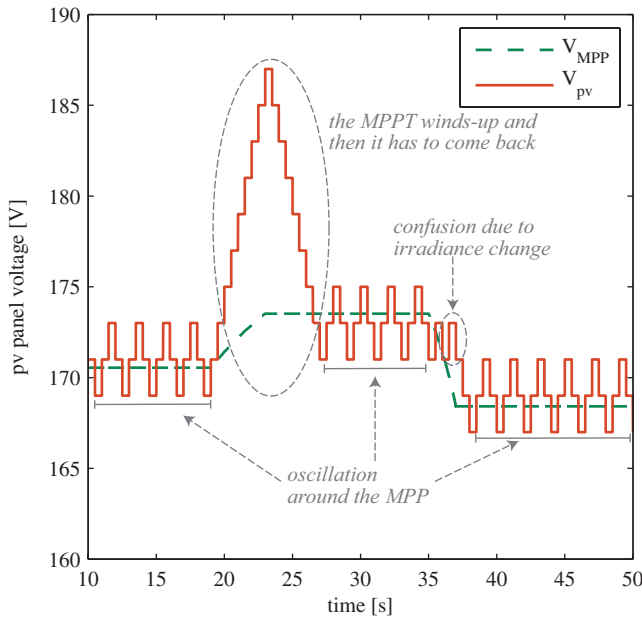 190
185
180
175
170
165
160
pv panel voltage [V]
V_MPP
V_pv
the MPPT winds-up and
then it has to come back
confusion due to
irradiance change
oscillation
around the MPP
10 15 20 25 30 35 40 45 50
time [s]